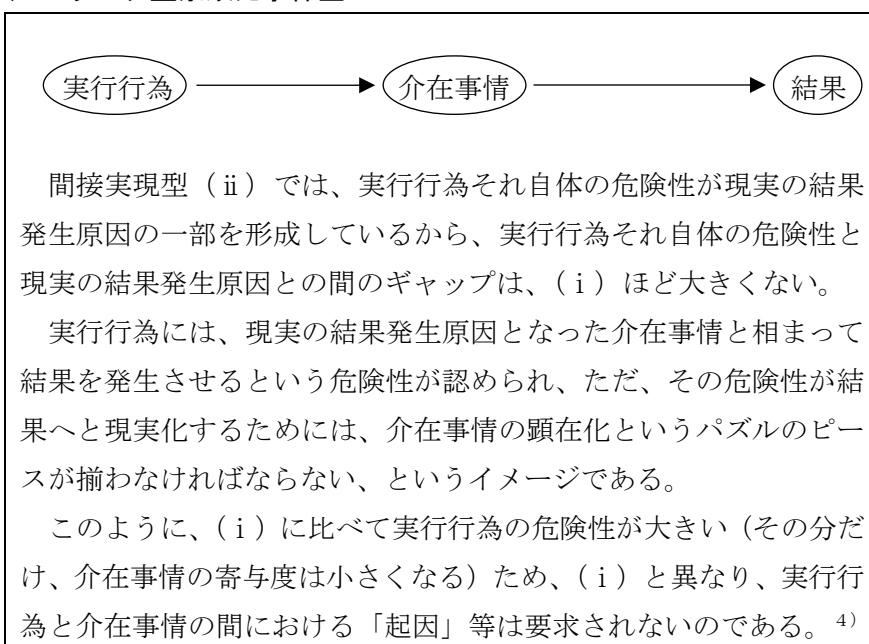 実行行為 介在事情 結果
間接実現型（ⅱ）では、実行行為それ自体の危険性が現実の結果
発生原因の一部を形成しているから、実行行為それ自体の危険性と
現実の結果発生原因との間のギャップは、（ⅰ）ほど大きくない。
実行行為には、現実の結果発生原因となった介在事情と相まって
結果を発生させるという危険性が認められ、ただ、その危険性が結
果へと現実化するためには、介在事情の顕在化というパズルのピー
スが揃わなければならない、というイメージである。
このように、（ⅰ）に比べて実行行為の危険性が大きい（その分だ
け、介在事情の寄与度は小さくなる）ため、（ⅰ）と異なり、実行行
為と介在事情の間における「起因」等は要求されないのである。4）